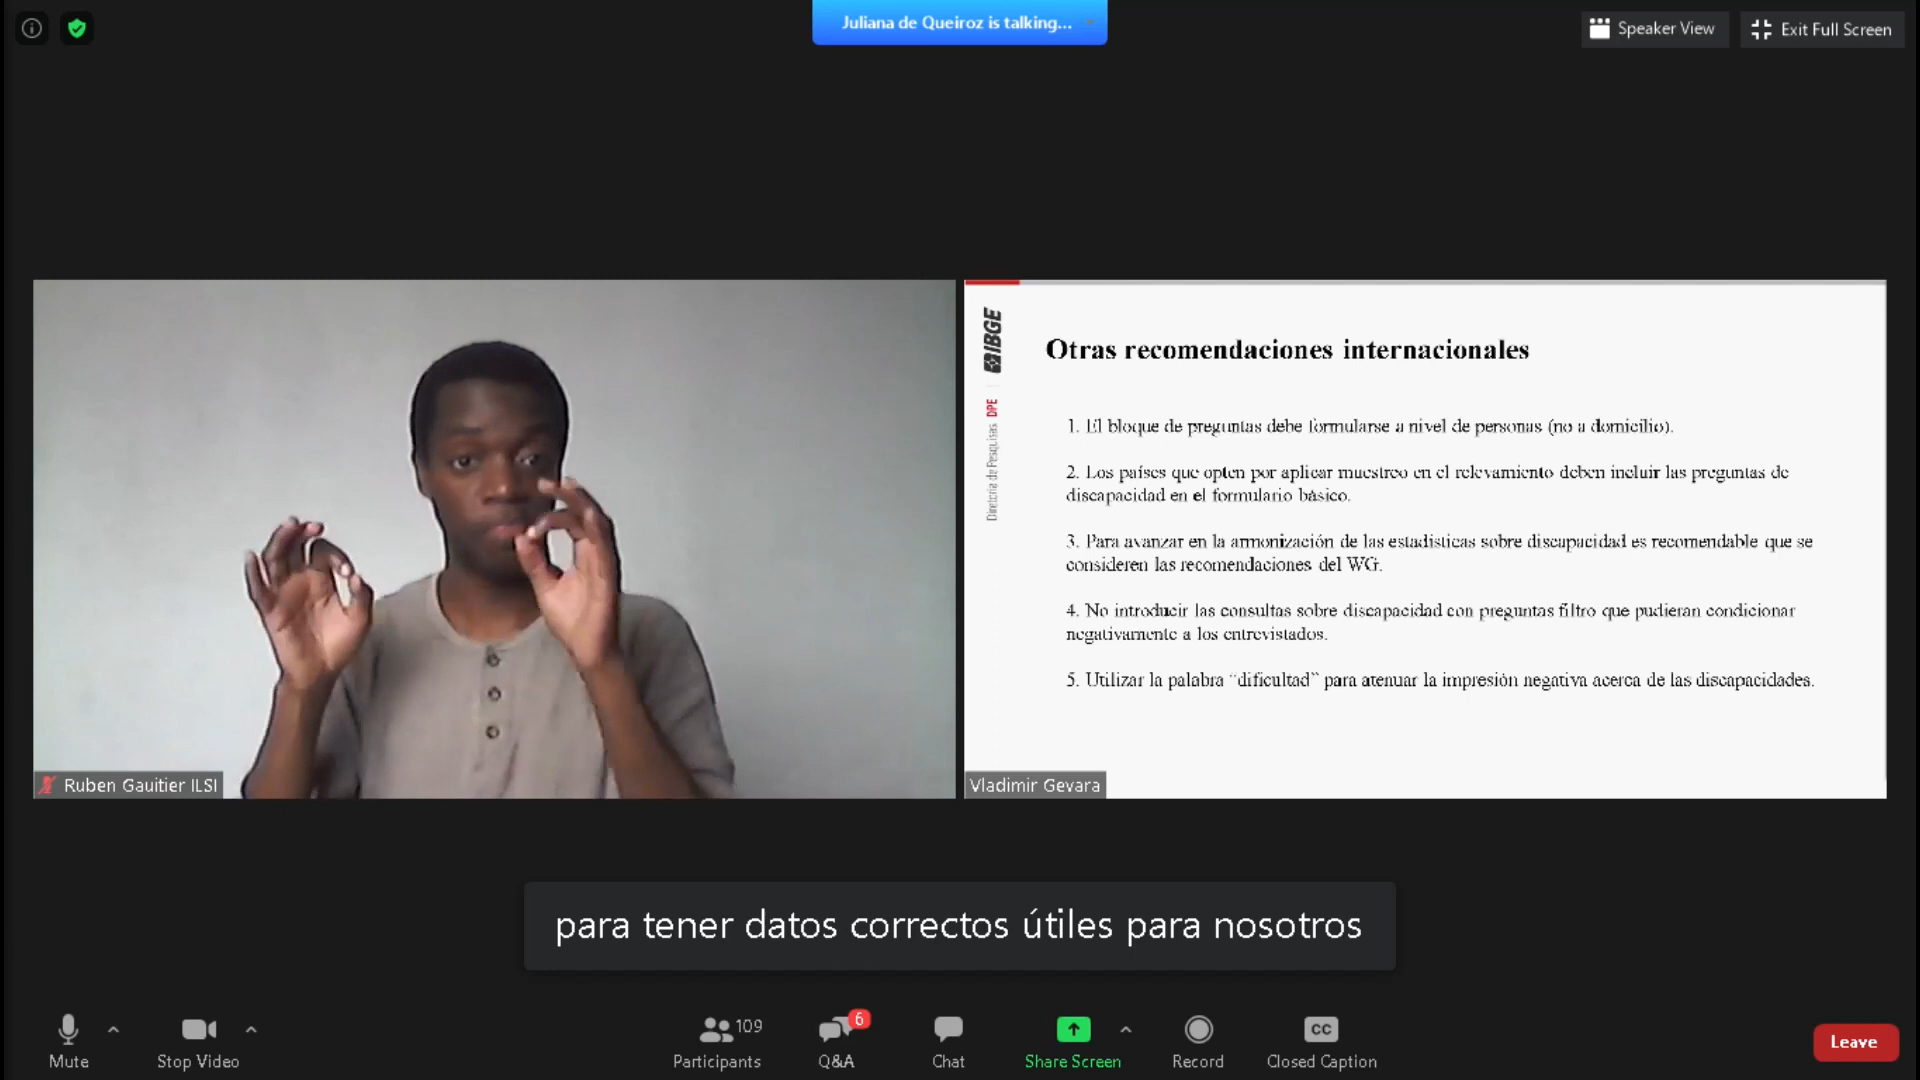 Juliana de Queiroz is talking...
Speaker View
Exit Full Screen
IBGE
Diretoria de Pesquisas DPE
Otras recomendaciones internacionales
1. El bloque de preguntas debe formularse a nivel de personas (no a domicilio).
2. Los países que opten por aplicar muestreo en el relevamiento deben incluir las preguntas de
discapacidad en el formulario básico.
3. Para avanzar en la armonización de las estadísticas sobre discapacidad es recomendable que se
consideren las recomendaciones del WG.
4. No introducir las consultas sobre discapacidad con preguntas filtro que pudieran condicionar
negativamente a los entrevistados.
5. Utilizar la palabra “dificultad” para atenuar la impresión negativa acerca de las discapacidades.
Ruben Gauitier ILSI
Vladimir Gevara
para tener datos correctos útiles para nosotros
Mute
Stop Video
109
Participants
6
Q&A
Chat
Share Screen
Record
CC
Closed Caption
Leave